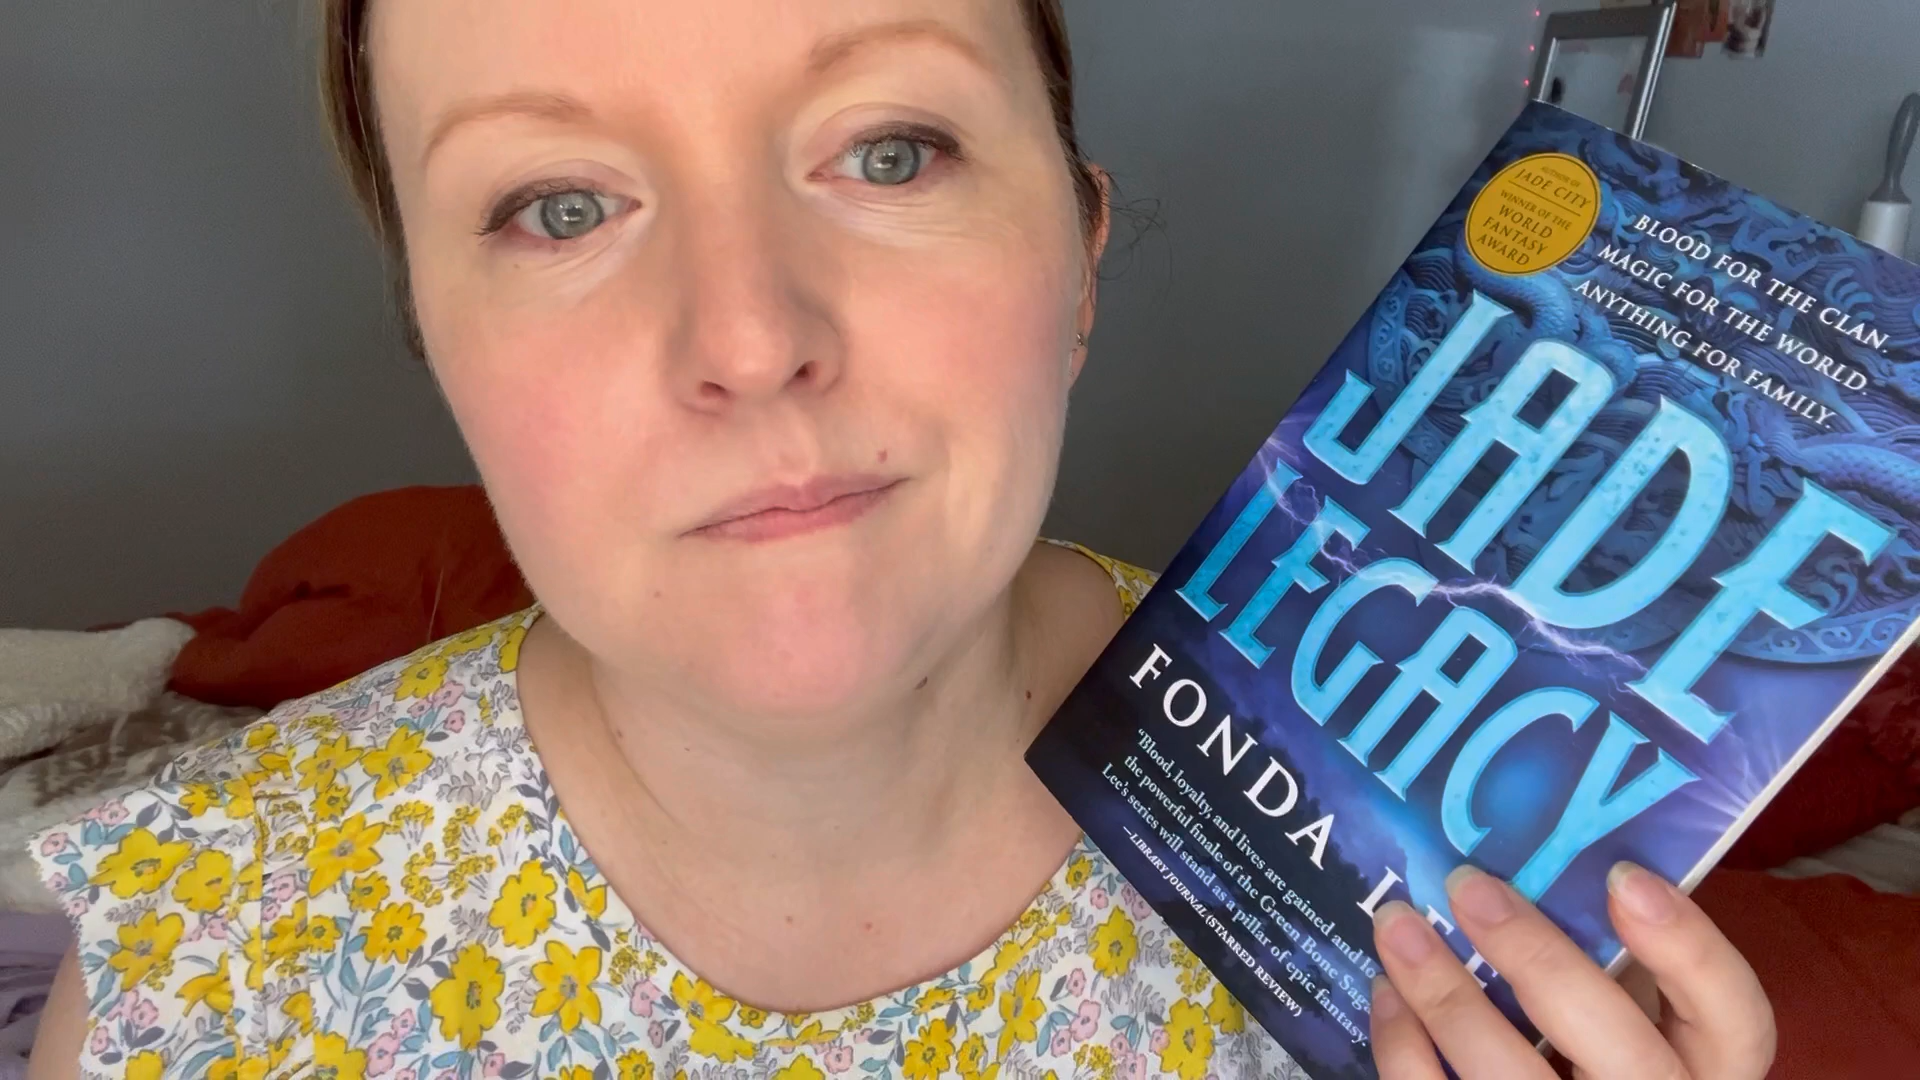 AUTHOR OF
JADE CITY
WINNER OF THE
WORLD
FANTASY
AWARD
BLOOD FOR THE CLAN.
MAGIC FOR THE WORLD.
ANYTHING FOR FAMILY.
JADE
LEGACY
FONDA LEE
“Blood, loyalty, and lives are gained and lo
the powerful finale of the Green Bone Saga
Lee's series will stand as a pillar of epic fantasy.
—LIBRARY JOURNAL (STARRED REVIEW)